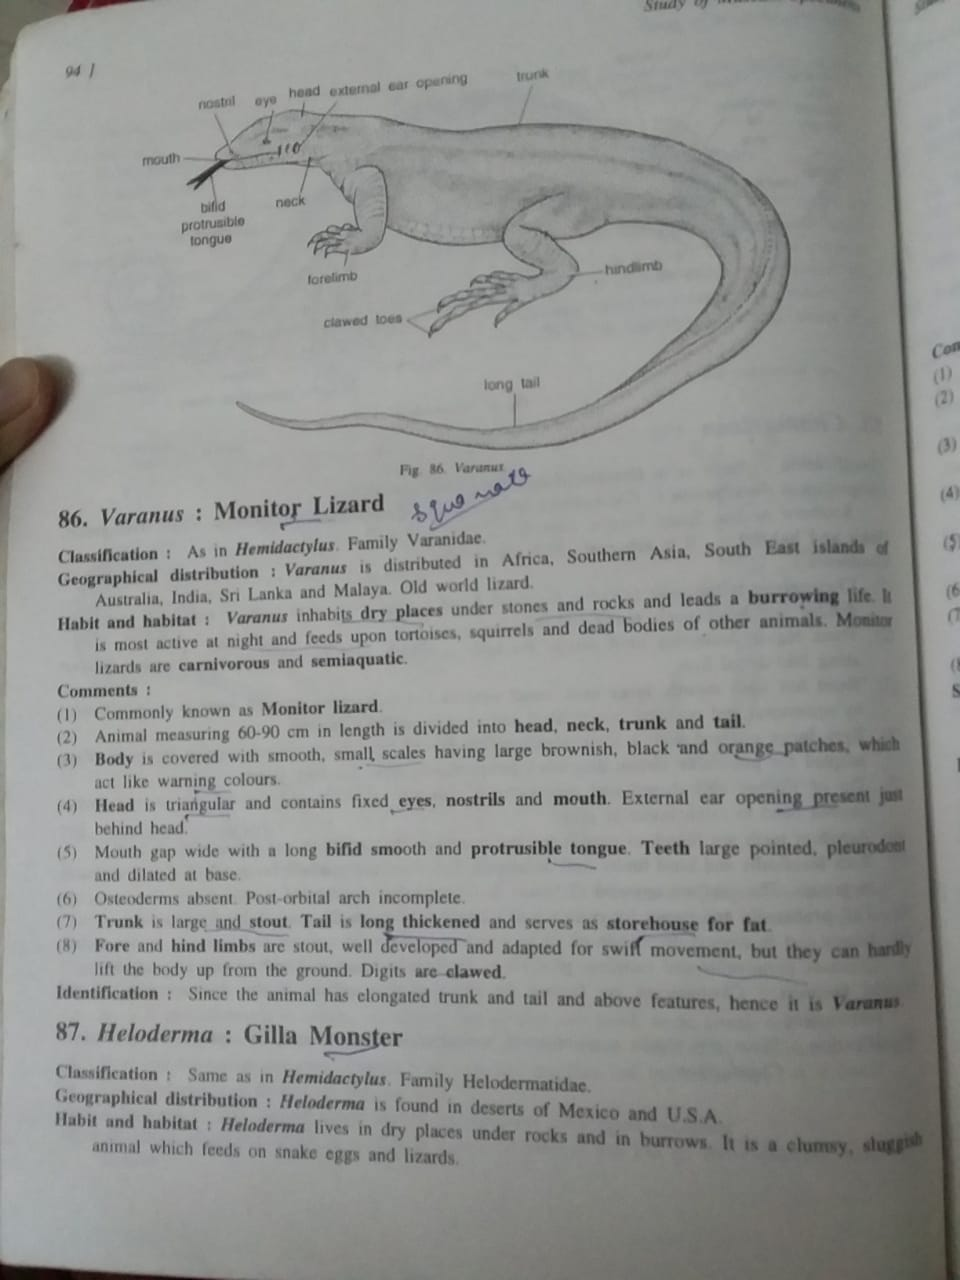 94 |
Study of
nostril eye head external ear opening trunk
mouth
bifid
protrusible
tongue
neck
forelimb
hindlimb
clawed toes
long tail
Fig. 86. Varanus.
86. Varanus : Monitor Lizard
Classification : As in Hemidactylus. Family Varanidae.
Geographical distribution : Varanus is distributed in Africa, Southern Asia, South East islands of
Australia, India, Sri Lanka and Malaya. Old world lizard.
Habit and habitat : Varanus inhabits dry places under stones and rocks and leads a burrowing life. It
is most active at night and feeds upon tortoises, squirrels and dead bodies of other animals. Monitor
lizards are carnivorous and semiaquatic.
Comments :
(1) Commonly known as Monitor lizard.
(2) Animal measuring 60-90 cm in length is divided into head, neck, trunk and tail.
(3) Body is covered with smooth, small scales having large brownish, black and orange patches, which
act like warning colours.
(4) Head is triangular and contains fixed eyes, nostrils and mouth. External ear opening present just
behind head.
(5) Mouth gap wide with a long bifid smooth and protrusible tongue. Teeth large pointed, pleurodont
and dilated at base.
(6) Osteoderms absent. Post-orbital arch incomplete.
(7) Trunk is large and stout. Tail is long thickened and serves as storehouse for fat.
(8) Fore and hind limbs are stout, well developed and adapted for swift movement, but they can hardly
lift the body up from the ground. Digits are clawed.
Identification : Since the animal has elongated trunk and tail and above features, hence it is Varanus.
87. Heloderma : Gilla Monster
Classification : Same as in Hemidactylus. Family Helodermatidae.
Geographical distribution : Heloderma is found in deserts of Mexico and U.S.A.
Habit and habitat : Heloderma lives in dry places under rocks and in burrows. It is a clumsy, sluggish
animal which feeds on snake eggs and lizards.
(1)
(2)
(3)
(4)